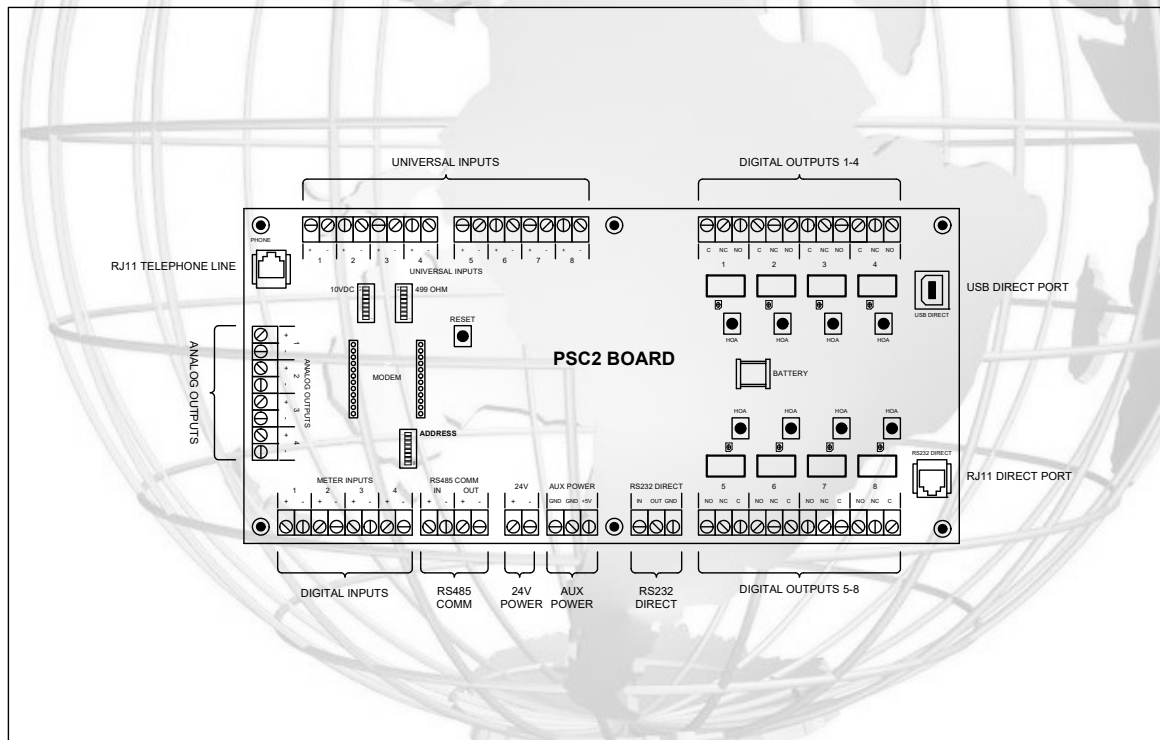 UNIVERSAL INPUTS
DIGITAL OUTPUTS 1-4
PHONE
+ - + - + - + - + - + - + - + -
1 2 3 4 5 6 7 8
UNIVERSAL INPUTS
C NC NO C NC NO C NC NO C NC NO
1 2 3 4
RJ11 TELEPHONE LINE
10VDC
499 OHM
RESET
HOA HOA HOA HOA
USB DIRECT
USB DIRECT PORT
ANALOG OUTPUTS
+ - + - + - + -
1 2 3 4
ANALOG OUTPUTS
MODEM
PSC2 BOARD
BATTERY
ADDRESS
HOA HOA HOA HOA
RS232 DIRECT
RJ11 DIRECT PORT
METER INPUTS
1 2 3 4
+ - + - + - + -
RS485 COMM
IN OUT
+ - + -
24V
+ -
AUX POWER
GND GND +5V
RS232 DIRECT
IN OUT GND
5 6 7 8
NO NC C NO NC C NO NC C NO NC C
DIGITAL INPUTS
RS485
COMM
24V
POWER
AUX
POWER
RS232
DIRECT
DIGITAL OUTPUTS 5-8